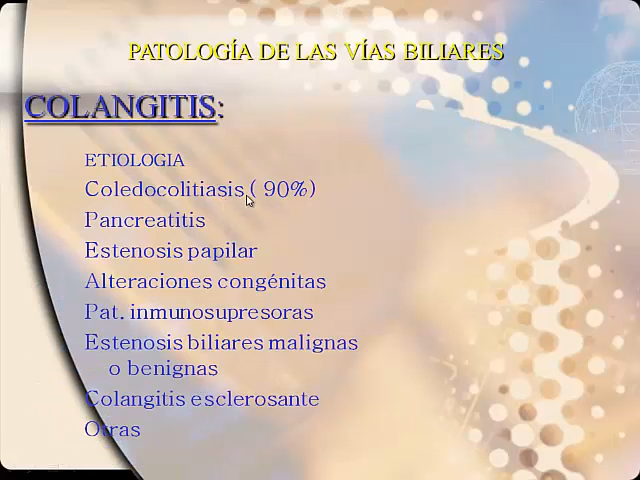 PATOLOGÍA DE LAS VÍAS BILIARES
COLANGITIS:
ETIOLOGIA
Coledocolitiasis ( 90%)
Pancreatitis
Estenosis papilar
Alteraciones congénitas
Pat. inmunosupresoras
Estenosis biliares malignas
o benignas
Colangitis esclerosante
Otras